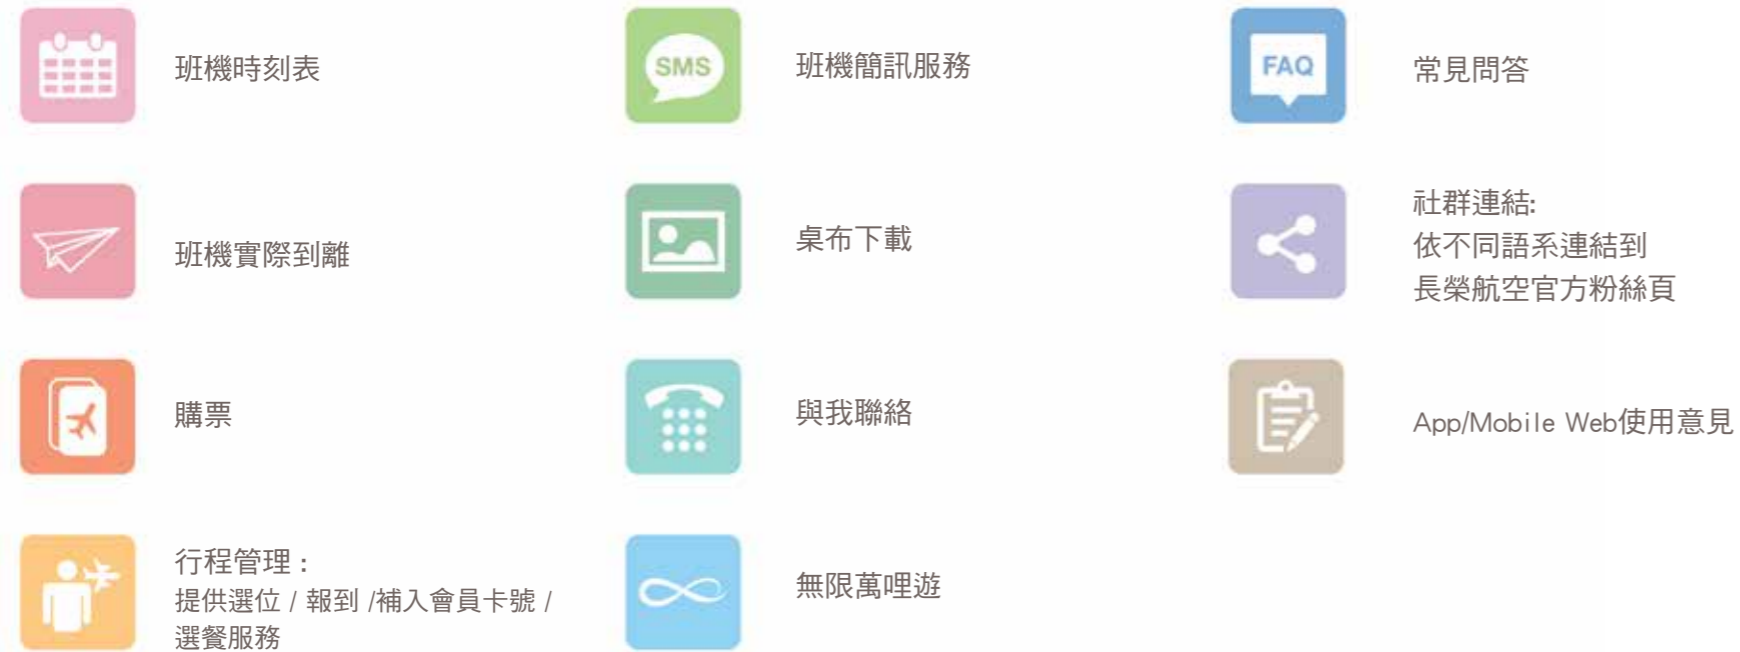 班機時刻表
班機實際到離
購票
行程管理：
提供選位 / 報到 /補入會員卡號 /
選餐服務
SMS
班機簡訊服務
桌布下載
與我聯絡
無限萬哩遊
FAQ
常見問答
社群連結:
依不同語系連結到
長榮航空官方粉絲頁
App/Mobile Web使用意見